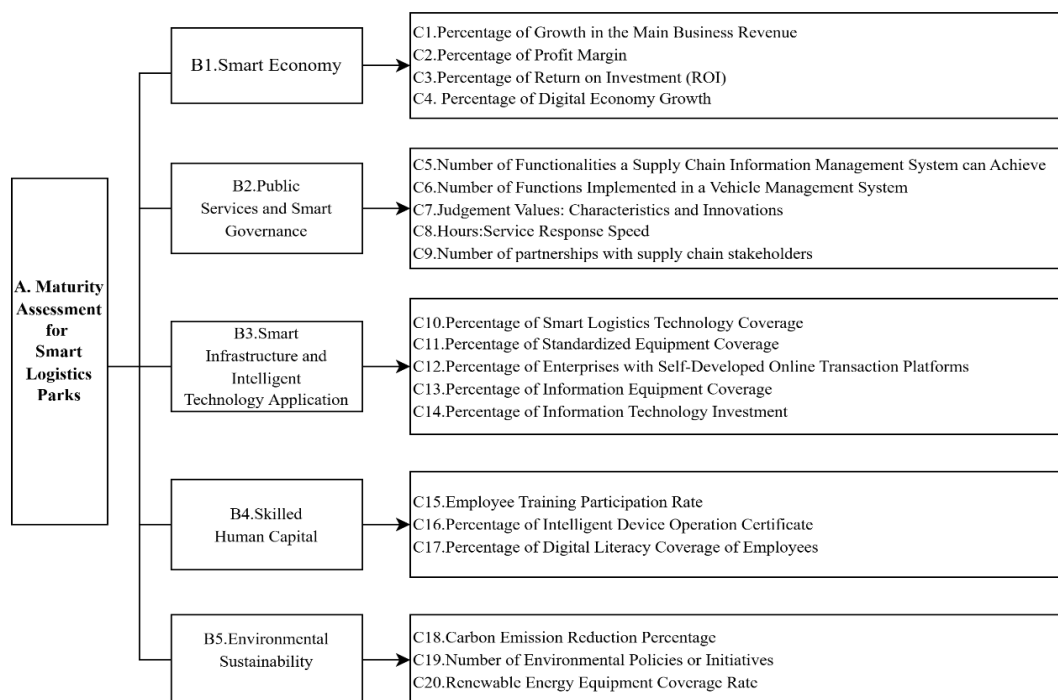 A. Maturity
Assessment
for
Smart
Logistics
Parks
B1.Smart Economy
C1.Percentage of Growth in the Main Business Revenue
C2.Percentage of Profit Margin
C3.Percentage of Return on Investment (ROI)
C4. Percentage of Digital Economy Growth
B2.Public
Services and Smart
Governance
C5.Number of Functionalities a Supply Chain Information Management System can Achieve
C6.Number of Functions Implemented in a Vehicle Management System
C7.Judgement Values: Characteristics and Innovations
C8.Hours:Service Response Speed
C9.Number of partnerships with supply chain stakeholders
B3.Smart
Infrastructure and
Intelligent
Technology Application
C10.Percentage of Smart Logistics Technology Coverage
C11.Percentage of Standardized Equipment Coverage
C12.Percentage of Enterprises with Self-Developed Online Transaction Platforms
C13.Percentage of Information Equipment Coverage
C14.Percentage of Information Technology Investment
B4.Skilled
Human Capital
C15.Employee Training Participation Rate
C16.Percentage of Intelligent Device Operation Certificate
C17.Percentage of Digital Literacy Coverage of Employees
B5.Environmental
Sustainability
C18.Carbon Emission Reduction Percentage
C19.Number of Environmental Policies or Initiatives
C20.Renewable Energy Equipment Coverage Rate